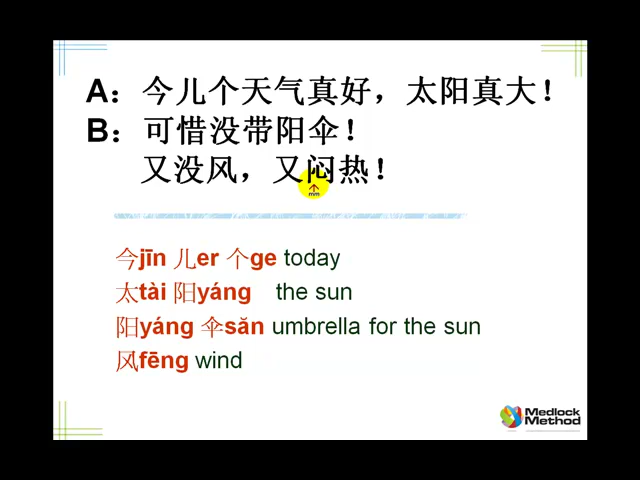 A：今儿个天气真好，太阳真大！
B：可惜没带阳伞！
又没风，又闷热！
mm
今jīn 儿er 个ge today
太tài 阳yáng the sun
阳yáng 伞sǎn umbrella for the sun
风fēng wind
Medlock
Method